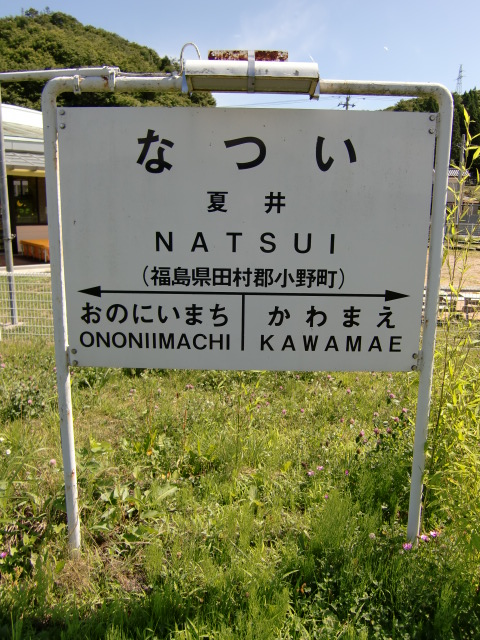 なつい
夏井
NATSUI
(福島県田村郡小野町)
おのにいまち かわまえ
ONONIIMACHI KAWAMAE